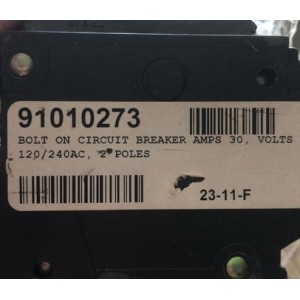 91010273
BOLT ON CIRCUIT BREAKER AMPS 30, VOLTS
120/240AC, 2 POLES
23-11-F